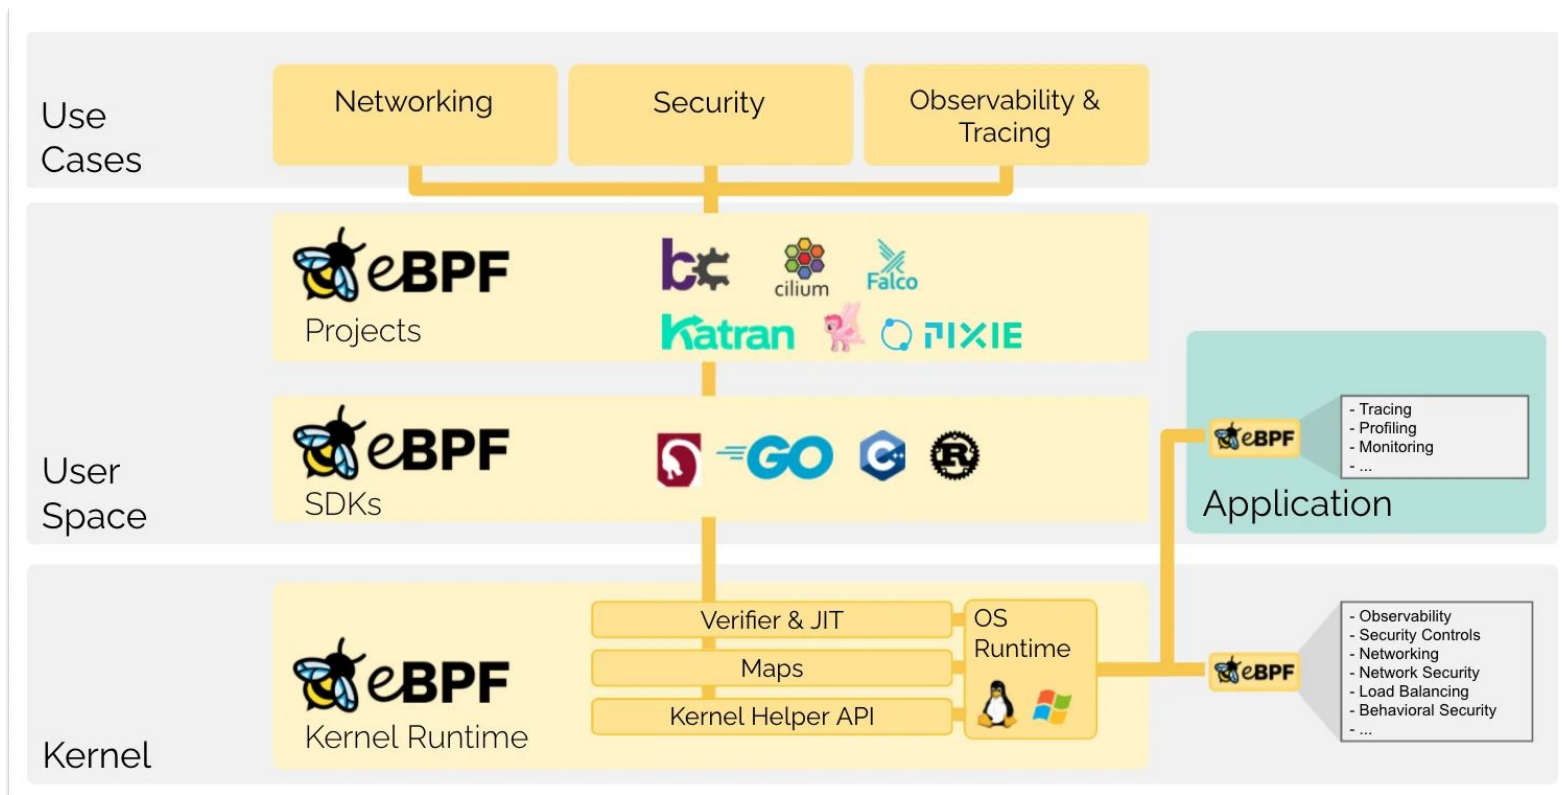 Use
Cases
Networking
Security
Observability &
Tracing
User
Space
eBPF
Projects
bc
cilium
Falco
Katran
PIXIE
eBPF
SDKs
GO
C++
R
Application
eBPF
- Tracing
- Profiling
- Monitoring
- ...
Kernel
eBPF
Kernel Runtime
Verifier & JIT
Maps
Kernel Helper API
OS
Runtime
eBPF
- Observability
- Security Controls
- Networking
- Network Security
- Load Balancing
- Behavioral Security
- ...